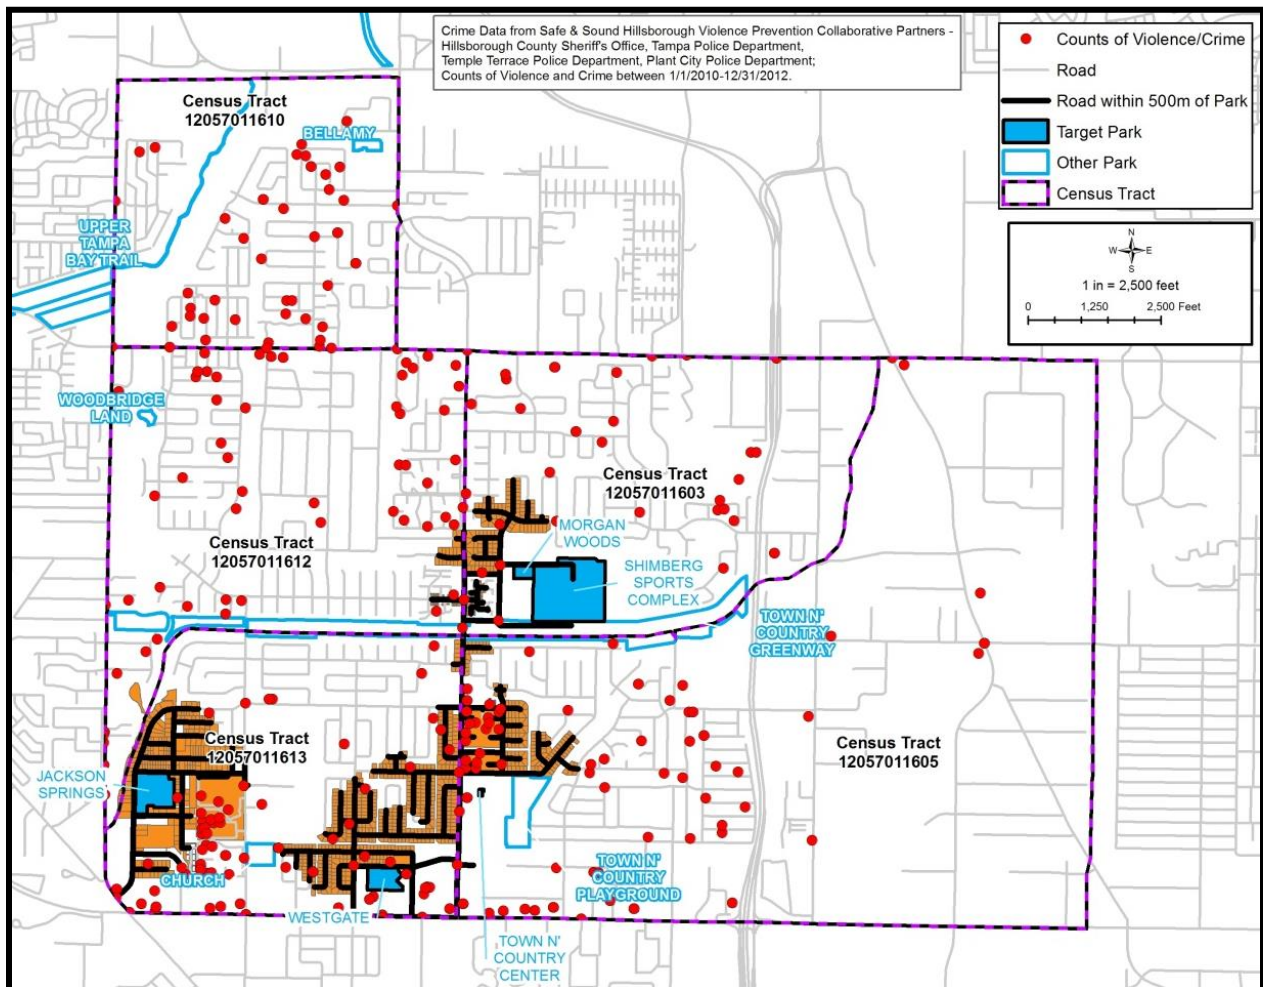 Crime Data from Safe & Sound Hillsborough Violence Prevention Collaborative Partners -
Hillsborough County Sheriff's Office, Tampa Police Department,
Temple Terrace Police Department, Plant City Police Department;
Counts of Violence and Crime between 1/1/2010-12/31/2012.
Counts of Violence/Crime
Road
Road within 500m of Park
Target Park
Other Park
Census Tract
N
W E
S
1 in = 2,500 feet
0 1,250 2,500 Feet
Census Tract
12057011610
BELLAMY
UPPER
TAMPA
BAY TRAIL
WOODBRIDGE
LAND
Census Tract
12057011603
MORGAN
WOODS
Census Tract
12057011612
SHIMBERG
SPORTS
COMPLEX
TOWN N'
COUNTRY
GREENWAY
Census Tract
12057011613
Census Tract
12057011605
JACKSON
SPRINGS
CHURCH
TOWN N'
COUNTRY
PLAYGROUND
WESTGATE
TOWN N'
COUNTRY
CENTER